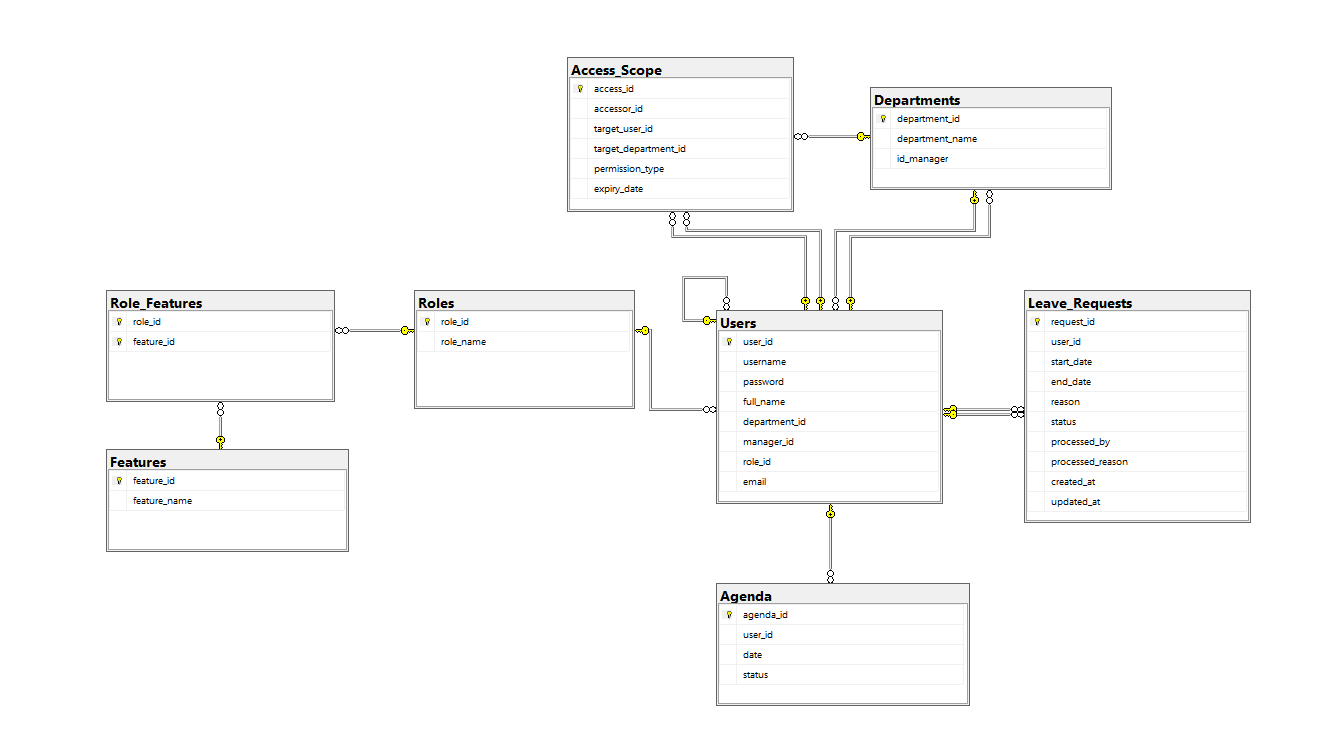 Access_Scope
access_id
accessor_id
target_user_id
target_department_id
permission_type
expiry_date
Departments
department_id
department_name
id_manager
Role_Features
role_id
feature_id
Roles
role_id
role_name
Users
user_id
username
password
full_name
department_id
manager_id
role_id
email
Leave_Requests
request_id
user_id
start_date
end_date
reason
status
processed_by
processed_reason
created_at
updated_at
Features
feature_id
feature_name
Agenda
agenda_id
user_id
date
status